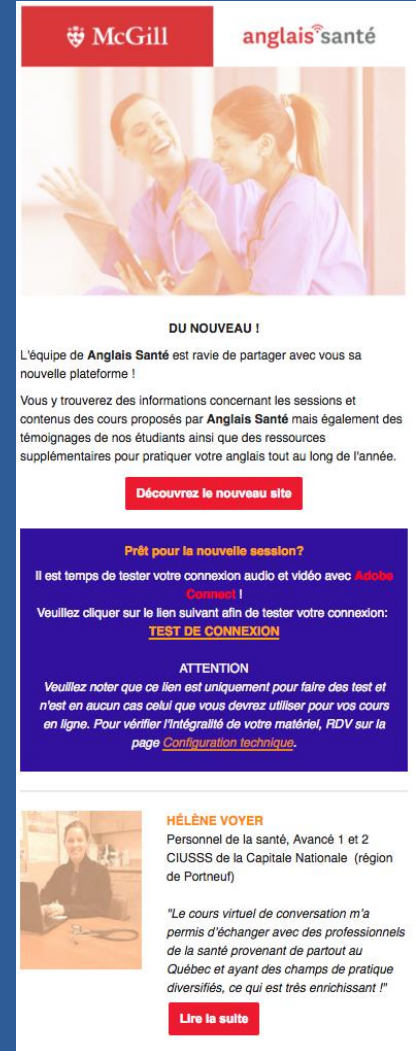 McGill
anglais santé
DU NOUVEAU !
L'équipe de Anglais Santé est ravie de partager avec vous sa
nouvelle plateforme !
Vous y trouverez des informations concernant les sessions et
contenus des cours proposés par Anglais Santé mais également des
témoignages de nos étudiants ainsi que des ressources
supplémentaires pour pratiquer votre anglais tout au long de l'année.
Découvrez le nouveau site
Prêt pour la nouvelle session?
Il est temps de tester votre connexion audio et vidéo avec Adobe
Connect !
Veuillez cliquer sur le lien suivant afin de tester votre connexion:
TEST DE CONNEXION
ATTENTION
Veuillez noter que ce lien est uniquement pour faire des test et
n'est en aucun cas celui que vous devrez utiliser pour vos cours
en ligne. Pour vérifier l'intégralité de votre matériel, RDV sur la
page Configuration technique.
HÉLÈNE VOYER
Personnel de la santé, Avancé 1 et 2
CIUSSS de la Capitale Nationale (région
de Portneuf)
"Le cours virtuel de conversation m'a
permis d'échanger avec des professionnels
de la santé provenant de partout au
Québec et ayant des champs de pratique
diversifiés, ce qui est très enrichissant !"
Lire la suite